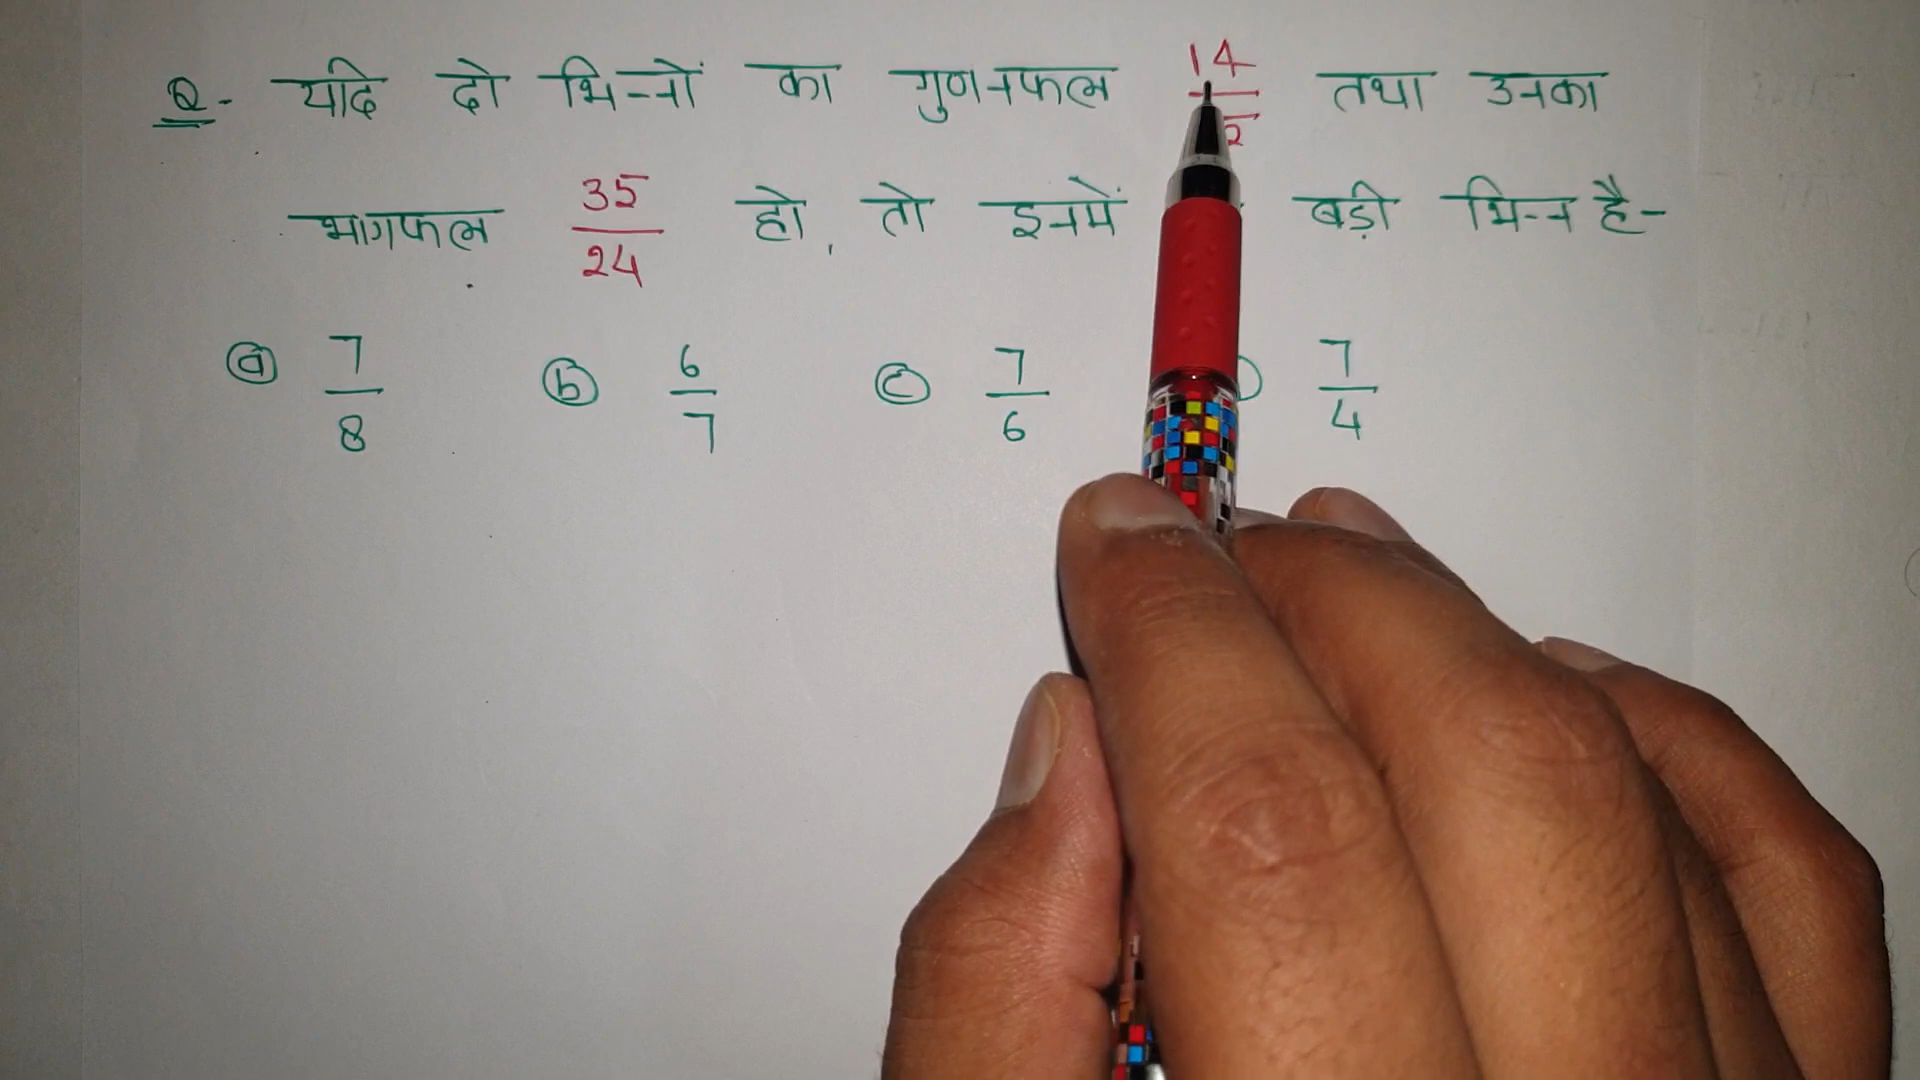 Q- यदि दो भिन्नों का गुणनफल 14 तथा उनका
भागफल 35/24 हो, तो इनमें बड़ी भिन्न है-
ⓐ 7/8 ⓑ 6/7 ⓒ 7/6 7/4